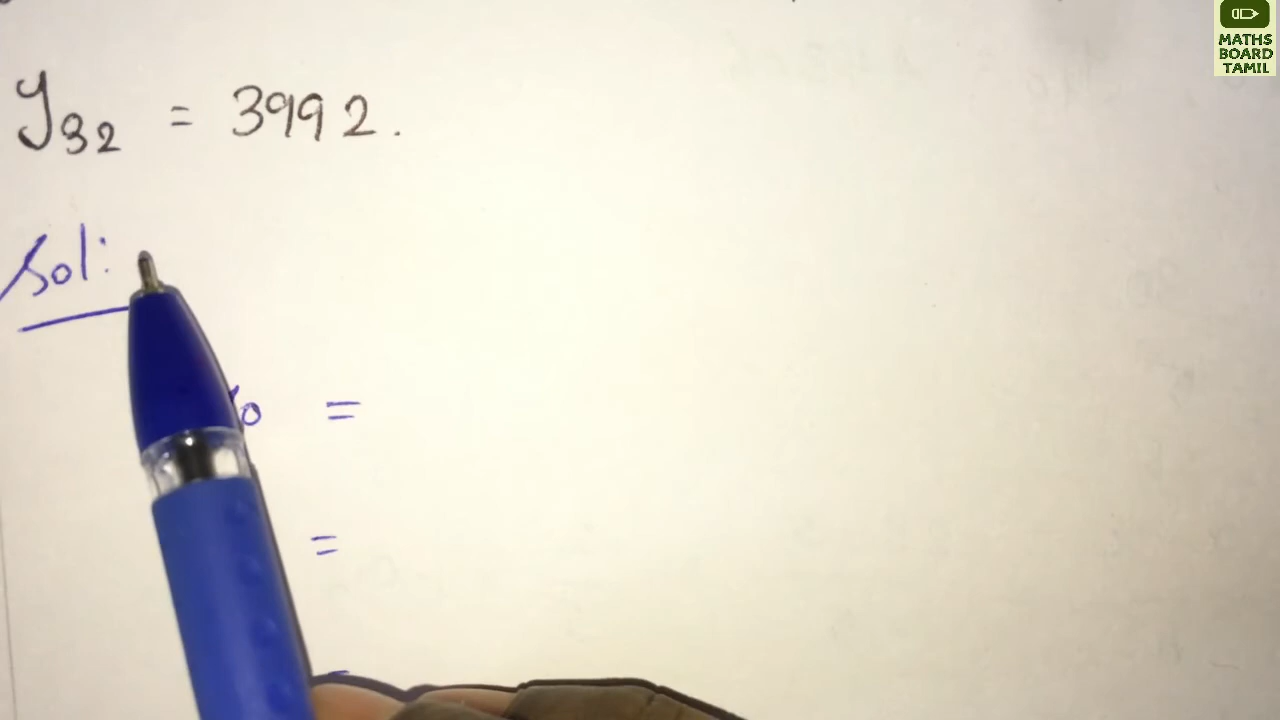 MATHS
BOARD
TAMIL
y32 = 3992.
Sol:
=
=